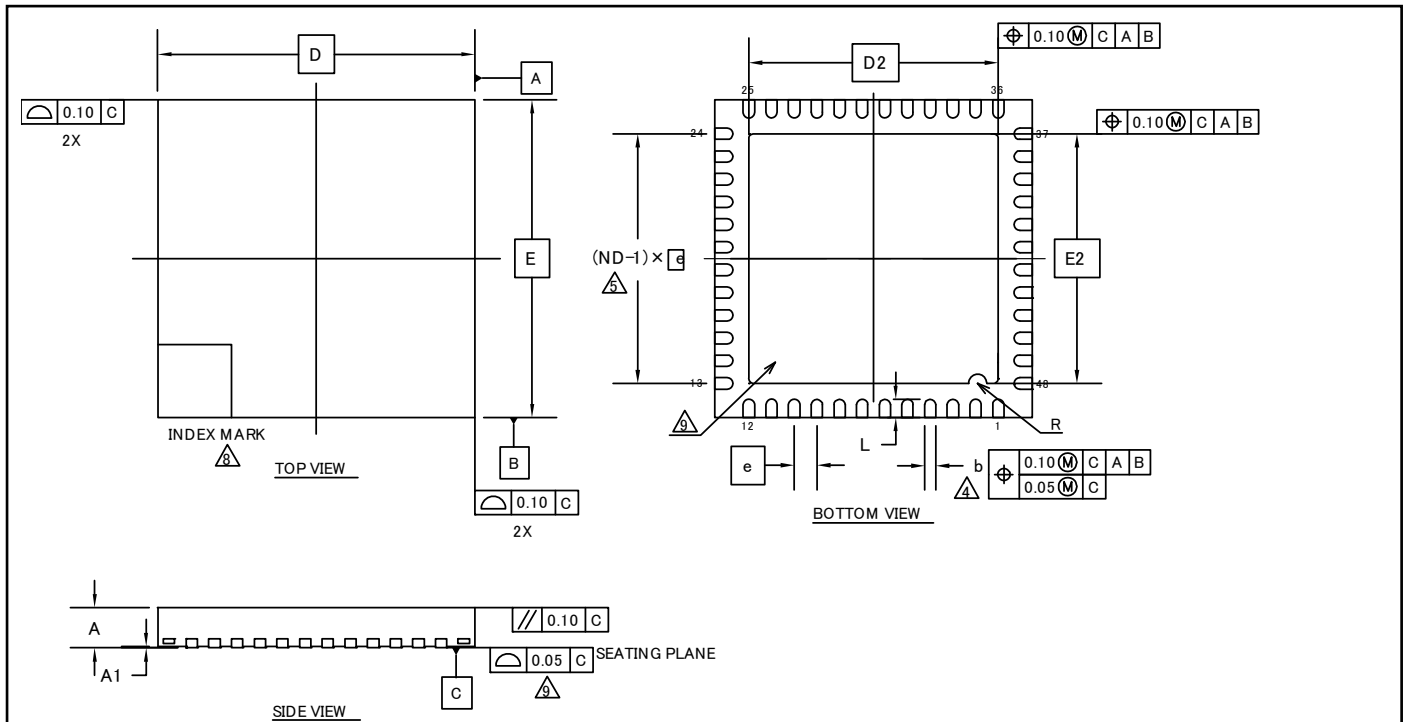 D
A
⌓ 0.10 C
2X
E
INDEX MARK
8
TOP VIEW
B
⌓ 0.10 C
2X
⌖ 0.10 Ⓜ C A B
D2
25
36
⌖ 0.10 Ⓜ C A B
24
37
(ND-1)× e
5
E2
13
48
9
12
1
L
R
e
b
4
⌖ 0.10 Ⓜ C A B
0.05 Ⓜ C
BOTTOM VIEW
A
// 0.10 C
A1
⌓ 0.05 C
SEATING PLANE
9
C
SIDE VIEW